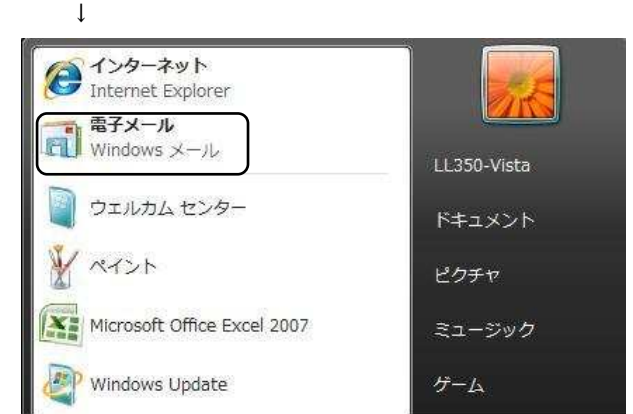 ↓
インターネット
Internet Explorer
電子メール
Windows メール
ウェルカム センター
ペイント
Microsoft Office Excel 2007
Windows Update
LL350-Vista
ドキュメント
ピクチャ
ミュージック
ゲーム